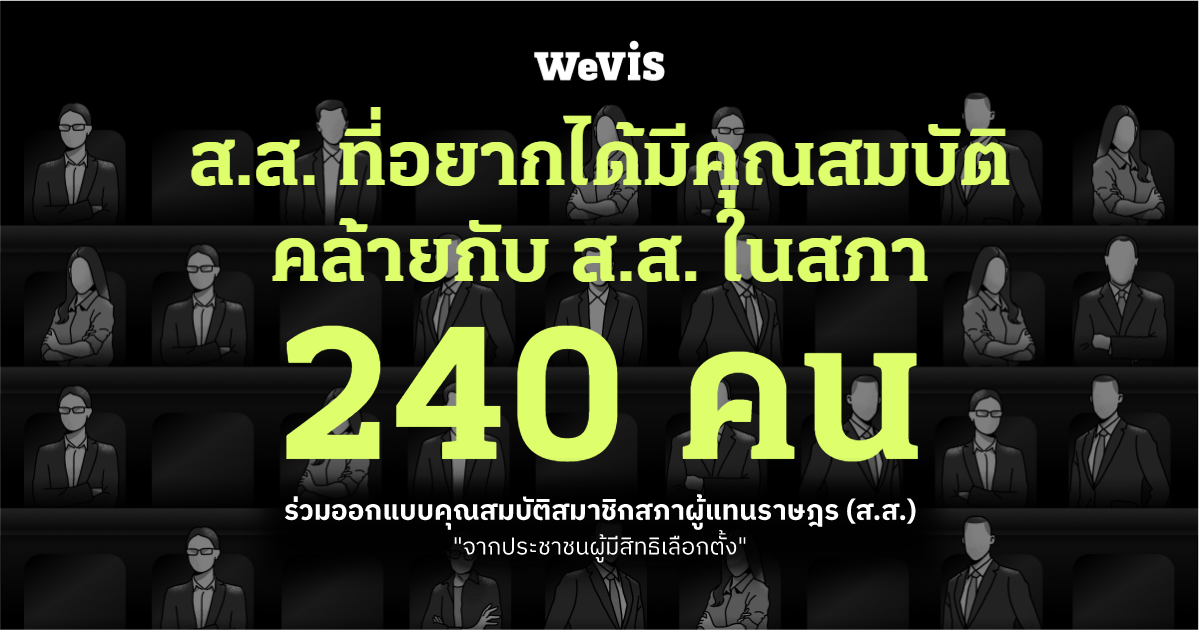 WeVIS
ส.ส. ที่อยากได้มีคุณสมบัติ
คล้ายกับ ส.ส. ในสภา
240 คน
ร่วมออกแบบคุณสมบัติสมาชิกสภาผู้แทนราษฎร (ส.ส.)
"จากประชาชนผู้มีสิทธิเลือกตั้ง"